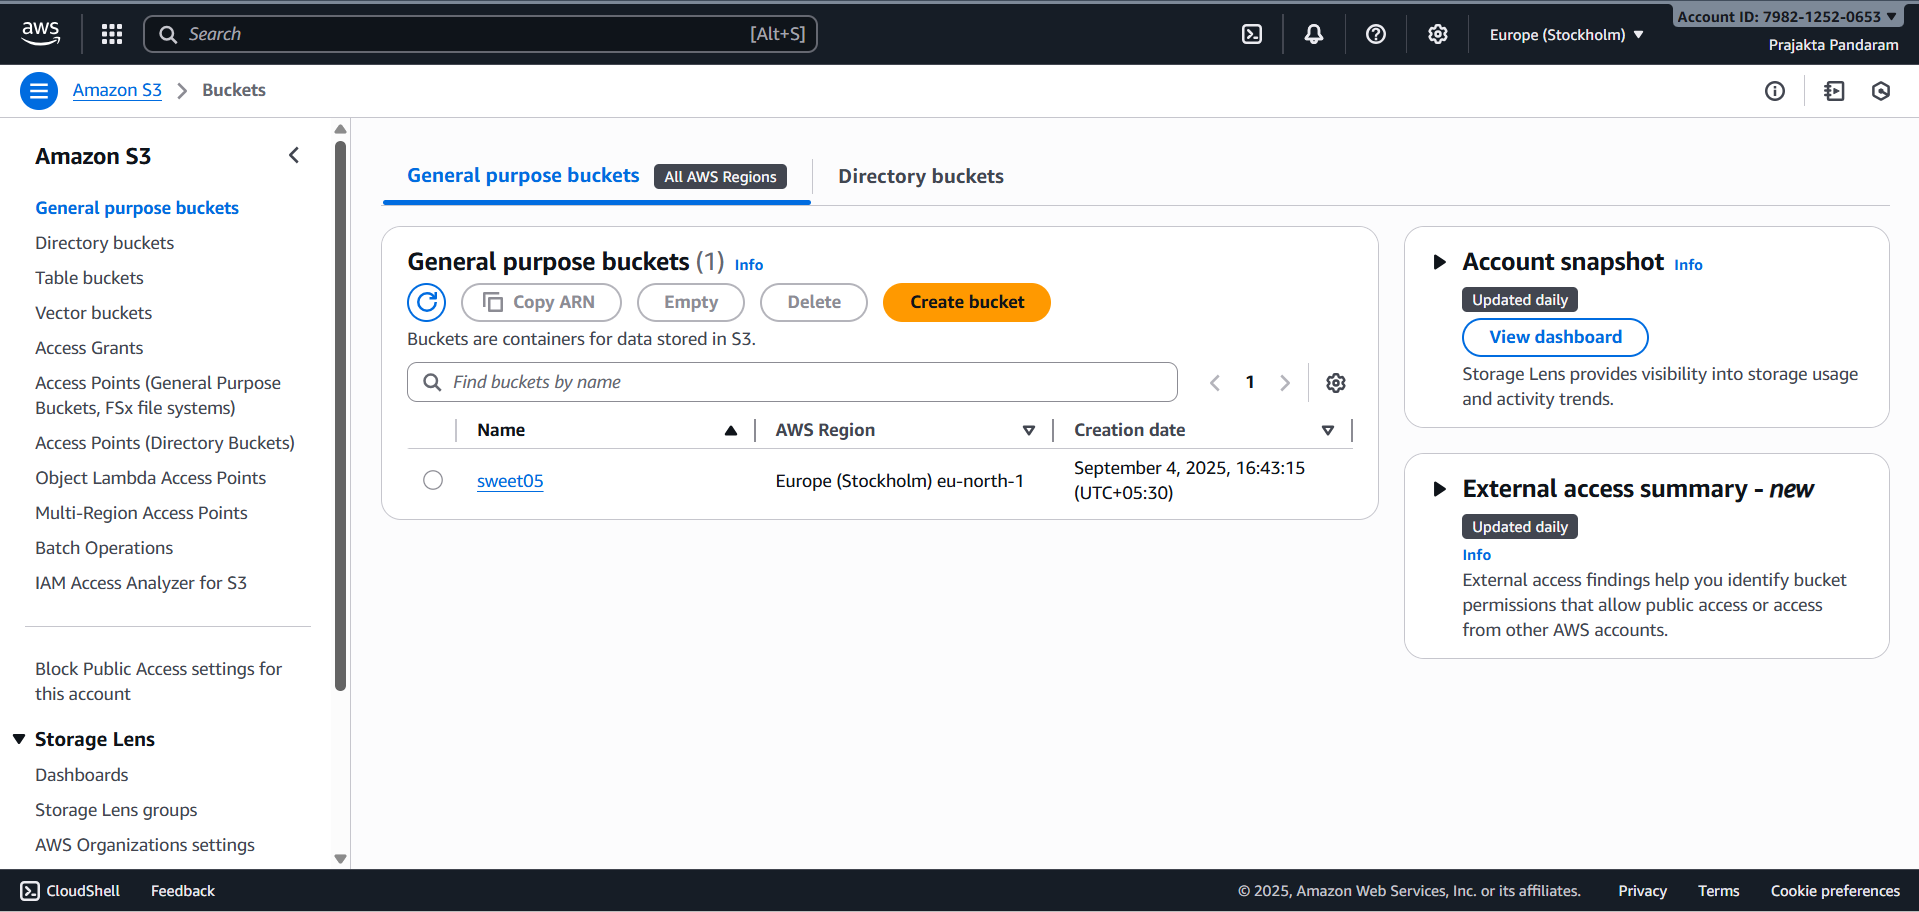 aws
Search
[Alt+S]
Europe (Stockholm)
Account ID: 7982-1252-0653
Prajakta Pandaram
Amazon S3
Buckets
Amazon S3
General purpose buckets
Directory buckets
Table buckets
Vector buckets
Access Grants
Access Points (General Purpose
Buckets, FSx file systems)
Access Points (Directory Buckets)
Object Lambda Access Points
Multi-Region Access Points
Batch Operations
IAM Access Analyzer for S3
Block Public Access settings for
this account
Storage Lens
Dashboards
Storage Lens groups
AWS Organizations settings
General purpose buckets
All AWS Regions
Directory buckets
General purpose buckets (1) Info
Copy ARN
Empty
Delete
Create bucket
Buckets are containers for data stored in S3.
Find buckets by name
1
Name
AWS Region
Creation date
sweet05
Europe (Stockholm) eu-north-1
September 4, 2025, 16:43:15
(UTC+05:30)
Account snapshot Info
Updated daily
View dashboard
Storage Lens provides visibility into storage usage
and activity trends.
External access summary - new
Updated daily
Info
External access findings help you identify bucket
permissions that allow public access or access
from other AWS accounts.
CloudShell
Feedback
© 2025, Amazon Web Services, Inc. or its affiliates.
Privacy
Terms
Cookie preferences